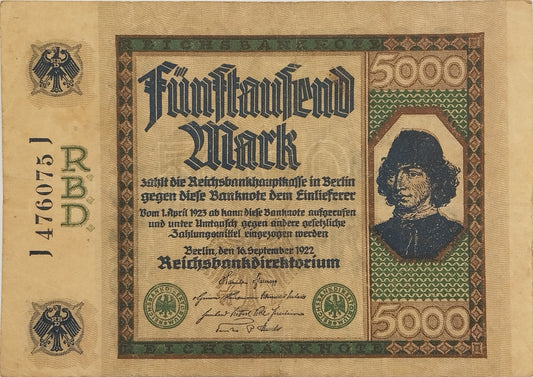 REICHSBANKNOTE
5000
Fünftausend
Mark
zahlt die Reichsbankhauptkasse in Berlin
gegen diese Banknote dem Einlieferer
Vom 1. April 1923 ab kann diese Banknote aufgerufen
und unter Umtausch gegen andere gesetzliche
Zahlungsmittel eingezogen werden
Berlin, den 16. September 1922
Reichsbankdirektorium
J 476075 J
R.B.D.
5000
REICHSBANKNOTE